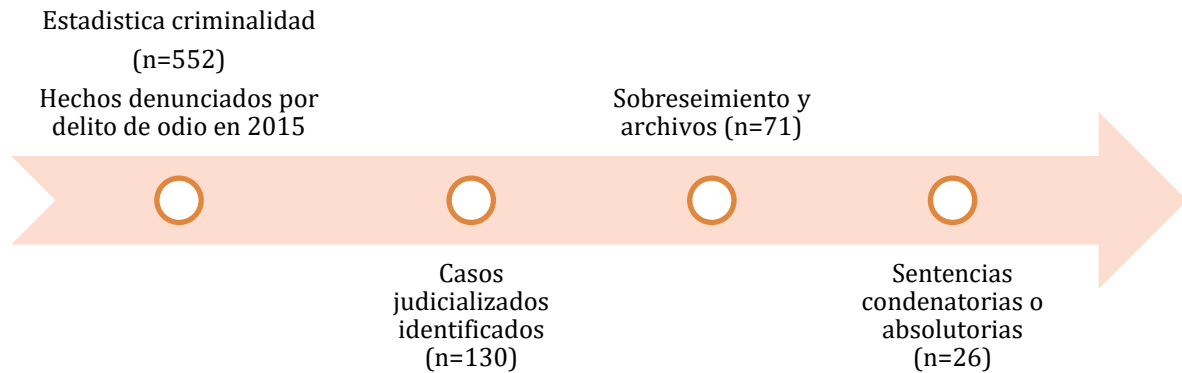 Estadistica criminalidad
(n=552)
Hechos denunciados por
delito de odio en 2015
Casos
judicializados
identificados
(n=130)
Sobreseimiento y
archivos (n=71)
Sentencias
condenatorias o
absolutorias
(n=26)